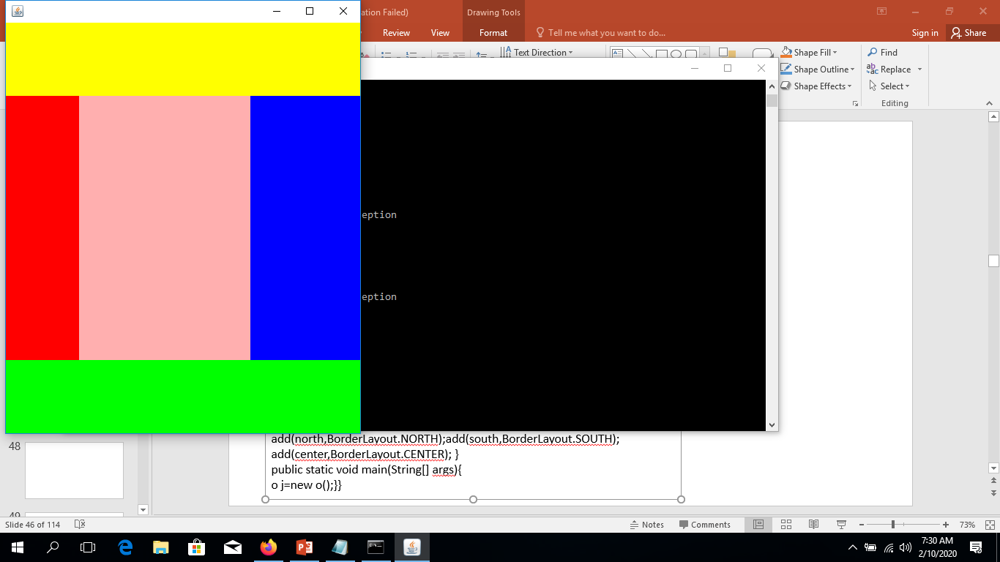 ation Failed)
Drawing Tools
Review
View
Format
Tell me what you want to do...
Sign in
Share
Text Direction
Shape Fill
Shape Outline
Shape Effects
Find
Replace
Select
Editing
eption
eption
add(north,BorderLayout.NORTH);add(south,BorderLayout.SOUTH);
add(center,BorderLayout.CENTER); }
public static void main(String[] args){
o j=new o();}}
48
Slide 46 of 114
Notes
Comments
73%
7:30 AM
2/10/2020